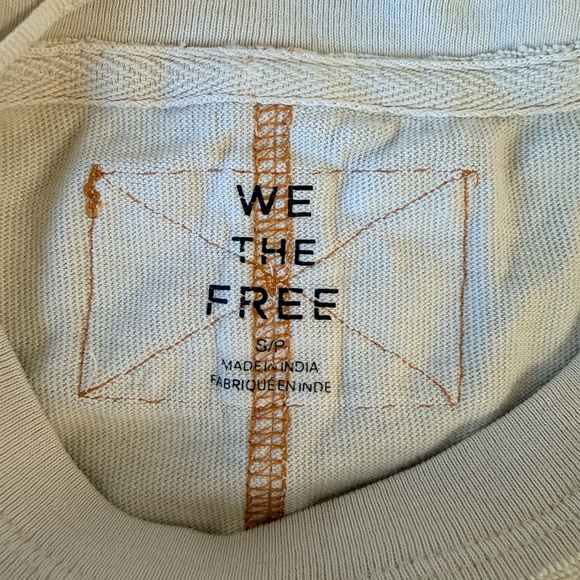 WE
THE
FREE
S/P
MADE IN INDIA
FABRIQUE EN INDE